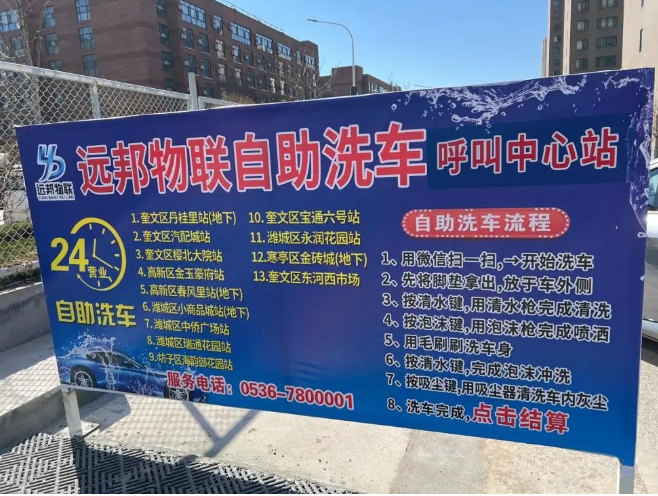 远邦物联自助洗车 呼叫中心站
远邦物联
YUAN BANG WU LIAN
24
营业
自助洗车
1.奎文区丹桂里站(地下)
2.奎文区汽配城站
3.奎文区樱北大院站
4.高新区金玉豪府站
5.高新区春风里站(地下)
6.潍城区小商品城站(地下)
7.潍城区中侨广场站
8.潍城区瑞通花园站
9.坊子区海韵御花园站
10.奎文区宝通六号站
11.潍城区永润花园站
12.寒亭区金砖城(地下)
13.奎文区东河西市场
服务电话：0536-7800001
自助洗车流程
1、用微信扫一扫,→开始洗车
2、先将脚垫拿出,放于车外侧
3、按清水键,用清水枪完成清洗
4、按泡沫键,用泡沫枪完成喷洒
5、用毛刷刷洗车身
6、按清水键,完成泡沫冲洗
7、按吸尘键,用吸尘器清洗车内灰尘
8、洗车完成,点击结算